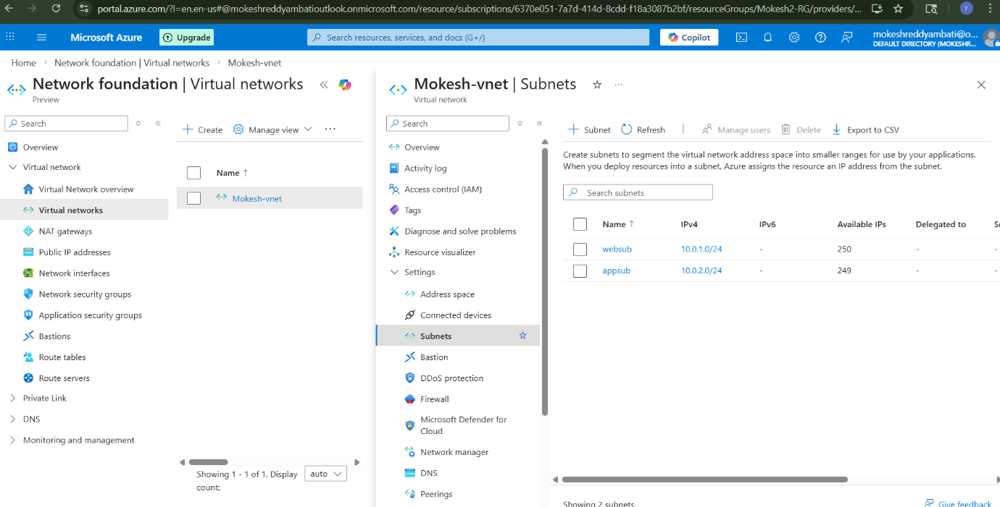 portal.azure.com/?l=en.en-us#@mokeshreddyambatioutlook.onmicrosoft.com/resource/subscriptions/6370e051-7a7d-414d-8cdd-f18a3087b2bf/resourceGroups/Mokesh2-RG/providers/...
r
Microsoft Azure
Upgrade
Search resources, services, and docs (G+/)
Copilot
mokeshreddyambati@o...
DEFAULT DIRECTORY (MOKESHR...
Home > Network foundation | Virtual networks > Mokesh-vnet
Network foundation | Virtual networks
Preview
Search
Overview
Virtual network
Virtual Network overview
Virtual networks
NAT gateways
Public IP addresses
Network interfaces
Network security groups
Application security groups
Bastions
Route tables
Route servers
Private Link
DNS
Monitoring and management
Create
Manage view
Name ↑
Mokesh-vnet
Showing 1 - 1 of 1. Display
count:
auto
Mokesh-vnet | Subnets
Virtual network
Search
Overview
Activity log
Access control (IAM)
Tags
Diagnose and solve problems
Resource visualizer
Settings
Address space
Connected devices
Subnets
Bastion
DDoS protection
Firewall
Microsoft Defender for
Cloud
Network manager
DNS
Peerings
Subnet
Refresh
Manage users
Delete
Export to CSV
Create subnets to segment the virtual network address space into smaller ranges for use by your applications.
When you deploy resources into a subnet, Azure assigns the resource an IP address from the subnet.
Search subnets
Name ↑ IPv4 IPv6 Available IPs Delegated to
websub 10.0.1.0/24 - 250 - -
appsub 10.0.2.0/24 - 249 - -
Showing 2 subnets
Give feedback